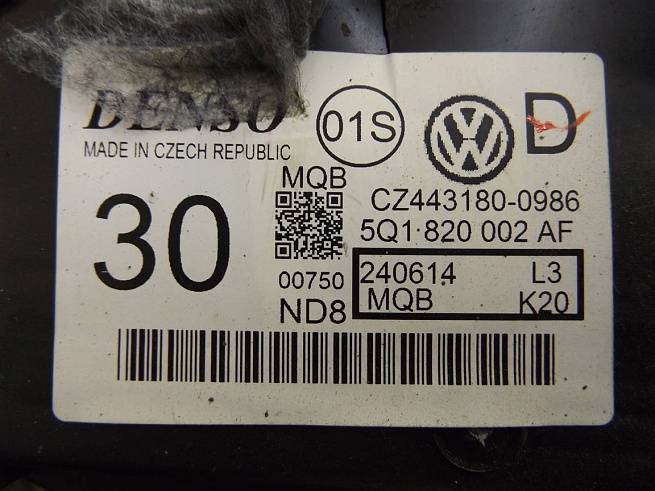 DENSO
01S
D
MADE IN CZECH REPUBLIC
30
MQB
CZ443180-0986
5Q1 820 002 AF
00750
240614 L3
MQB K20
ND8